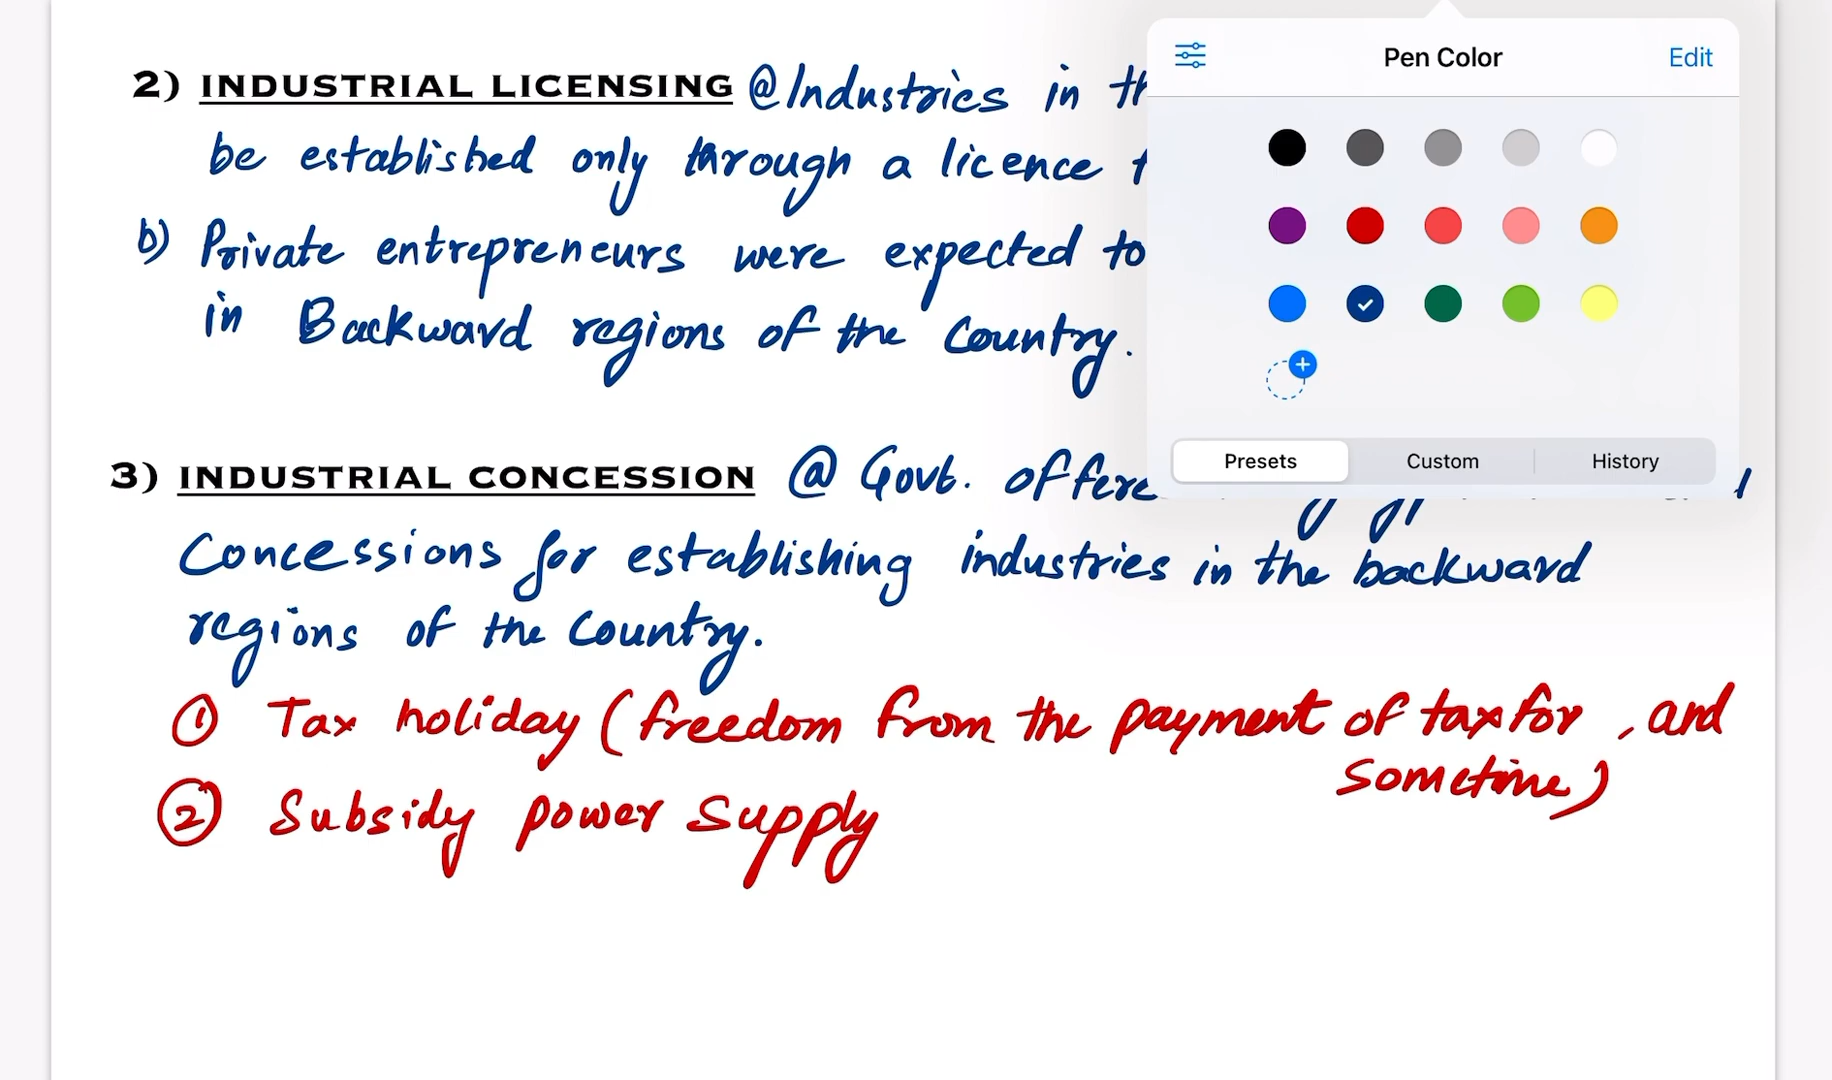 2) INDUSTRIAL LICENSING @Industries in th
be established only through a licence
b) Private entrepreneurs were expected to
in Backward regions of the Country.
3) INDUSTRIAL CONCESSION @ Govt. offere
Concessions for establishing industries in the backward
regions of the Country.
① Tax holiday (freedom from the payment of tax for , and
sometime)
② Subsidy power supply
Pen Color
Edit
Presets
Custom
History